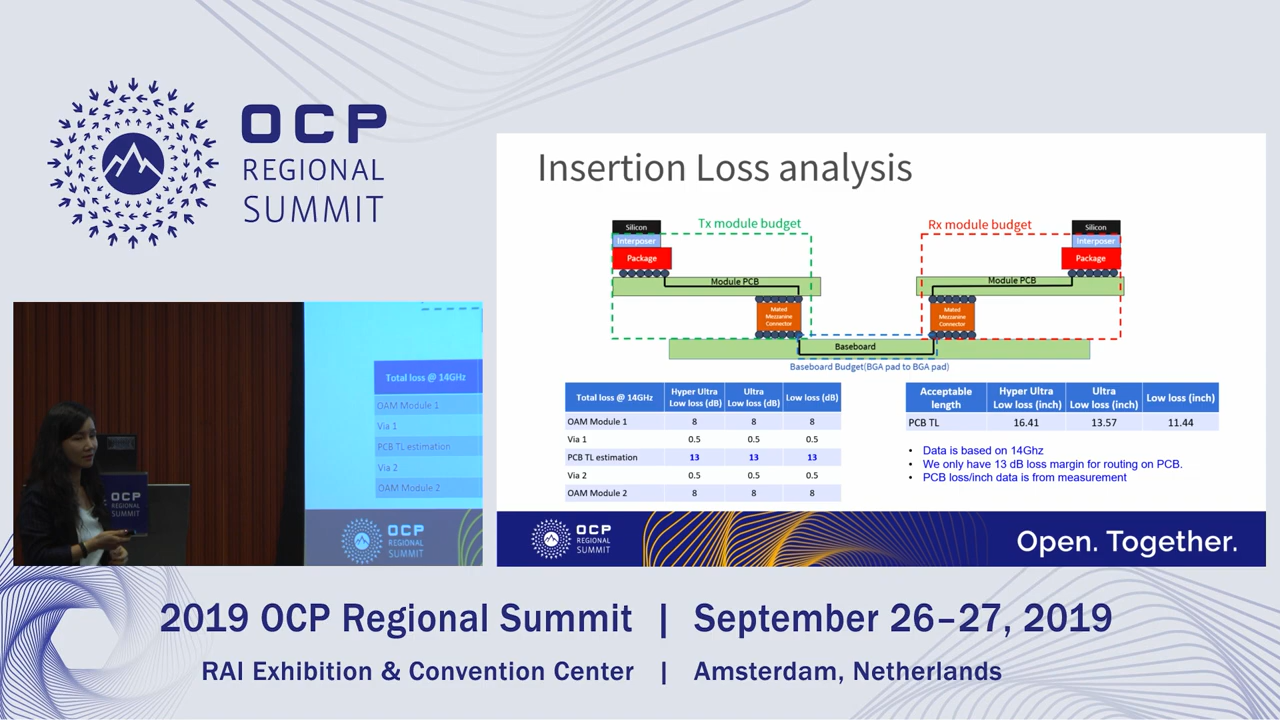 OCP
REGIONAL
SUMMIT
Insertion Loss analysis
Tx module budget
Rx module budget
Silicon
Interposer
Package
Module PCB
Mated
Mezzanine
Connector
Silicon
Interposer
Package
Module PCB
Mated
Mezzanine
Connector
Baseboard
Baseboard Budget(BGA pad to BGA pad)
Total loss @ 14GHz Hyper Ultra Low loss (dB) Ultra Low loss (dB) Low loss (dB)
OAM Module 1 8 8 8
Via 1 0.5 0.5 0.5
PCB TL estimation 13 13 13
Via 2 0.5 0.5 0.5
OAM Module 2 8 8 8
Acceptable length Hyper Ultra Low loss (inch) Ultra Low loss (inch) Low loss (inch)
PCB TL 16.41 13.57 11.44
• Data is based on 14Ghz
• We only have 13 dB loss margin for routing on PCB.
• PCB loss/inch data is from measurement
OCP
REGIONAL
SUMMIT
Open. Together.
Total loss @ 14GHz
OAM Module 1
Via 1
PCB TL estimation
Via 2
OAM Module 2
OCP
REGIONAL
SUMMIT
OCP
REGIONAL
SUMMIT
2019 OCP Regional Summit | September 26–27, 2019
RAI Exhibition & Convention Center | Amsterdam, Netherlands